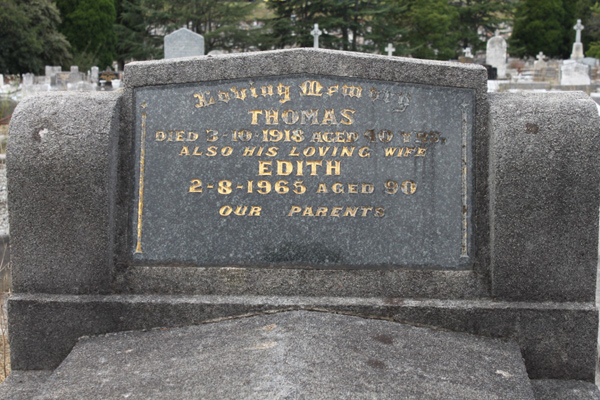 Loving Memory
THOMAS
DIED 3-10-1918 AGED 40 YRS.
ALSO HIS LOVING WIFE
EDITH
2-8-1965 AGED 90
OUR PARENTS